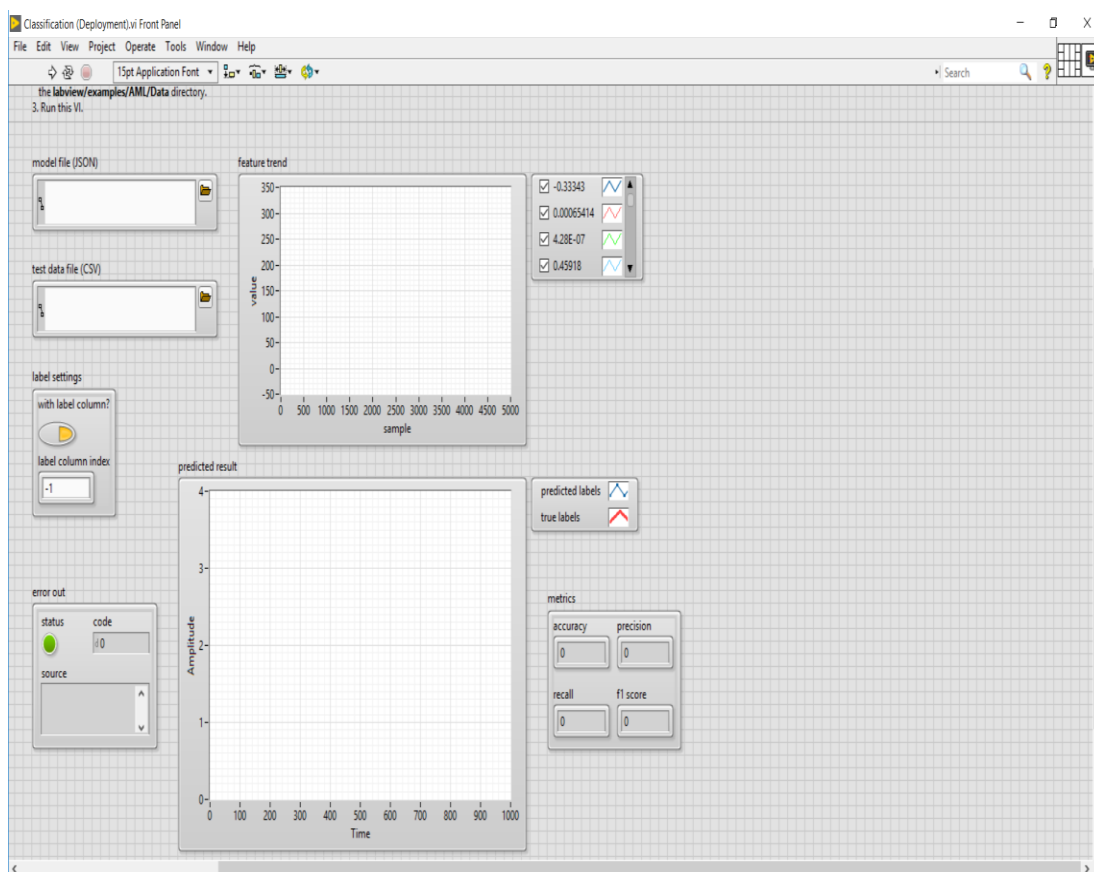 Classification (Deployment).vi Front Panel
File Edit View Project Operate Tools Window Help
15pt Application Font
Search
the labview/examples/AML/Data directory.
3. Run this VI.
model file (JSON)
feature trend
350
300
250
200
150
100
50
0
-50
value
0 500 1000 1500 2000 2500 3000 3500 4000 4500 5000
sample
-0.33343
0.00065414
4.28E-07
0.45918
test data file (CSV)
label settings
with label column?
label column index
-1
predicted result
4
3
2
1
0
Amplitude
0 100 200 300 400 500 600 700 800 900 1000
Time
predicted labels
true labels
error out
status code
d 0
source
metrics
accuracy precision
0 0
recall f1 score
0 0